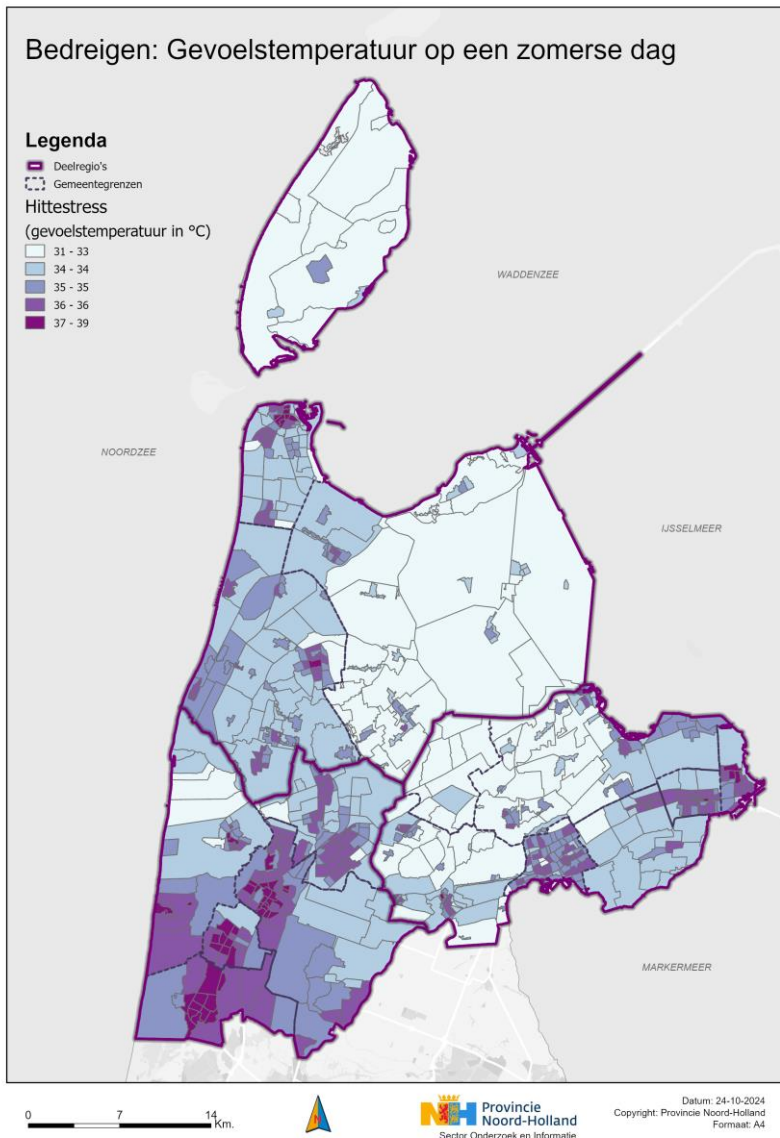 Bedreigen: Gevoelstemperatuur op een zomerse dag
Legenda
Deelregio's
Gemeentegrenzen
Hittestress
(gevoelstemperatuur in °C)
31 - 33
34 - 34
35 - 35
36 - 36
37 - 39
WADDENZEE
NOORDZEE
IJSSELMEER
MARKERMEER
0 7 14 Km.
N
NH Provincie
Noord-Holland
Sector Onderzoek en Informatie
Datum: 24-10-2024
Copyright: Provincie Noord-Holland
Formaat: A4